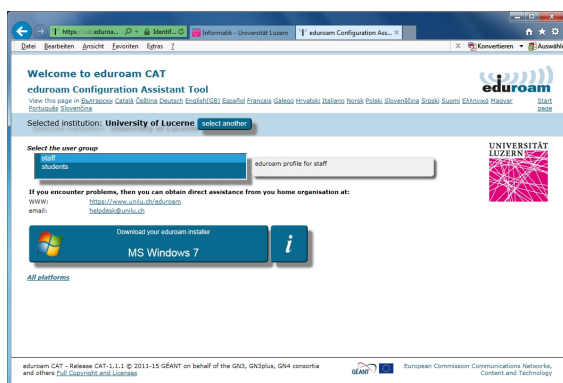 https://cat.eduroa...
Identif...
Informatik - Universität Luzern
eduroam Configuration Ass...
Datei Bearbeiten Ansicht Favoriten Extras ?
x Konvertieren Auswähle
Welcome to eduroam CAT
eduroam Configuration Assistant Tool
eduroam
View this page in Български Català Čeština Deutsch English(GB) Español Français Galego Hrvatski Italiano Norsk Polski Slovenščina Srpski Suomi Ελληνικά Magyar
Português Slovenčina
Start
page
Selected institution: University of Lucerne select another
Select the user group
UNIVERSITÄT
LUZERN
staff
students
eduroam profile for staff
If you encounter problems, then you can obtain direct assistance from you home organisation at:
WWW: https://www.unilu.ch/eduroam
email: helpdesk@unilu.ch
Download your eduroam installer
MS Windows 7
i
All platforms
eduroam CAT - Release CAT-1.1.1 © 2011-15 GÉANT on behalf of the GN3, GN3plus, GN4 consortia
and others Full Copyright and Licenses
GÉANT
European Commission Communications Networks,
Content and Technology